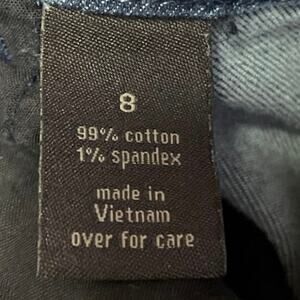 8
99% cotton
1% spandex
made in
Vietnam
over for care